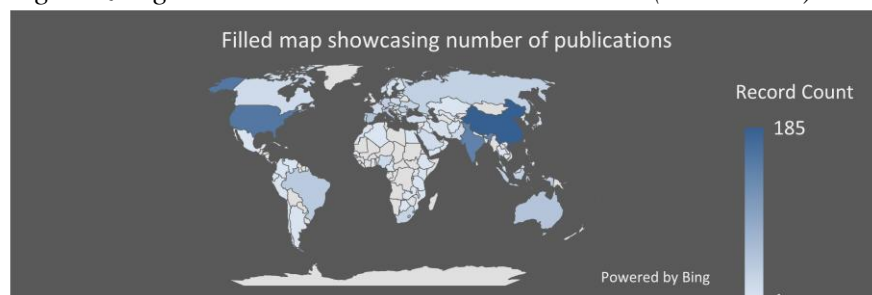 Filled map showcasing number of publications
Record Count
185
Powered by Bing